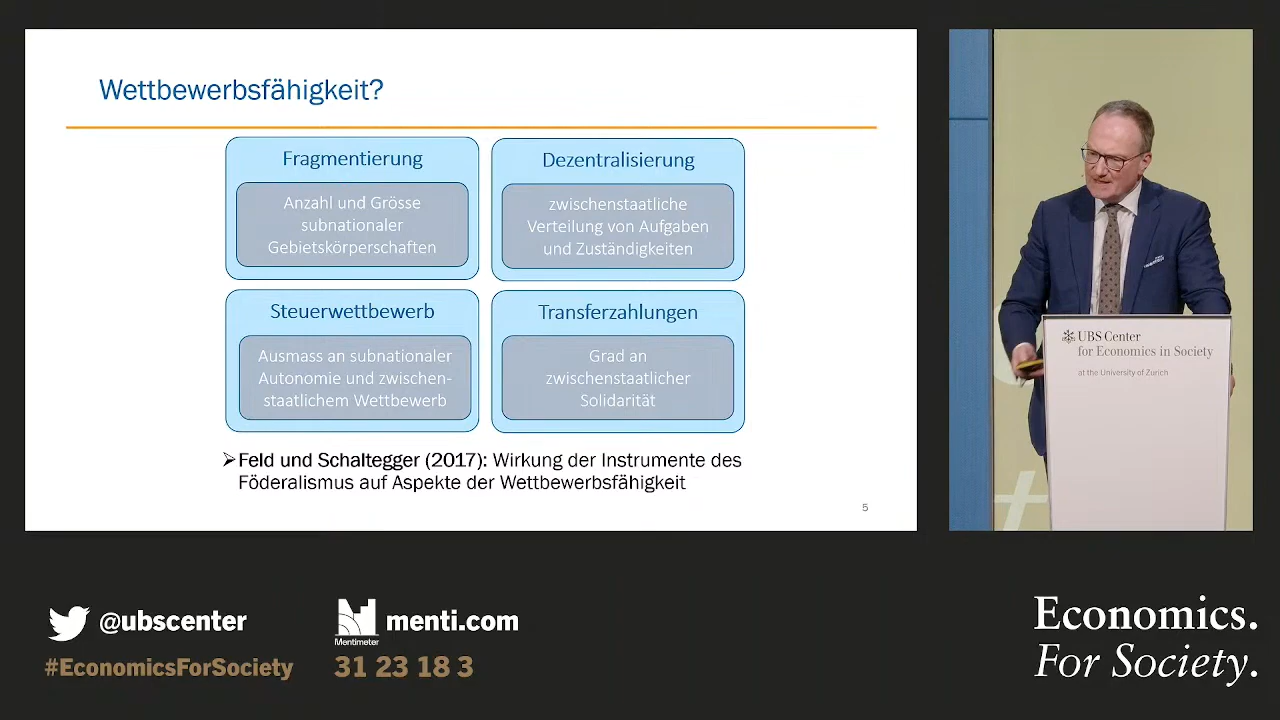 Wettbewerbsfähigkeit?
Fragmentierung
Anzahl und Grösse
subnationaler
Gebietskörperschaften
Dezentralisierung
zwischenstaatliche
Verteilung von Aufgaben
und Zuständigkeiten
Steuerwettbewerb
Ausmass an subnationaler
Autonomie und zwischen-
staatlichem Wettbewerb
Transferzahlungen
Grad an
zwischenstaatlicher
Solidarität
➢Feld und Schaltegger (2017): Wirkung der Instrumente des
Föderalismus auf Aspekte der Wettbewerbsfähigkeit
5
UBS Center
for Economics in Society
at the University of Zurich
t
@ubscenter
#EconomicsForSociety
Mentimeter
menti.com
31 23 18 3
Economics.
For Society.